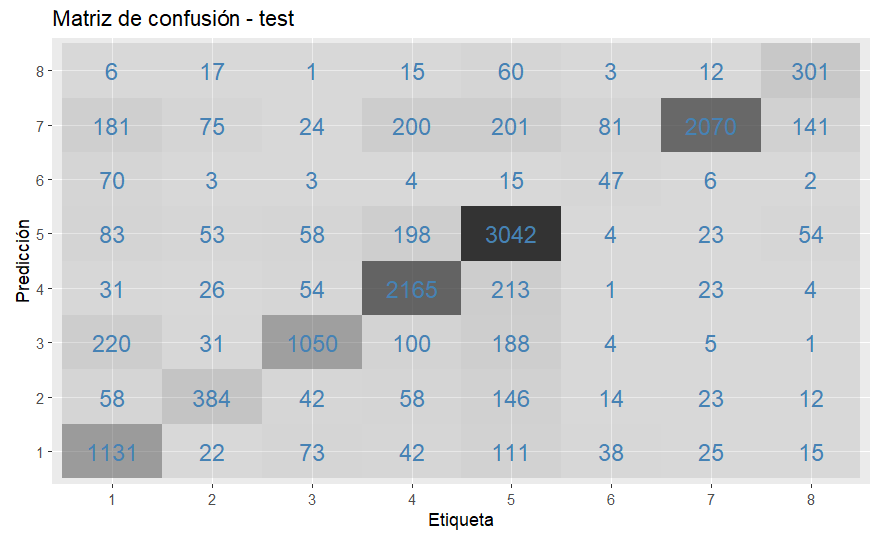 Matriz de confusión - test
8 6 17 1 15 60 3 12 301
7 181 75 24 200 201 81 2070 141
6 70 3 3 4 15 47 6 2
Predicción
5 83 53 58 198 3042 4 23 54
4 31 26 54 2165 213 1 23 4
3 220 31 1050 100 188 4 5 1
2 58 384 42 58 146 14 23 12
1 1131 22 73 42 111 38 25 15
1 2 3 4 5 6 7 8
Etiqueta